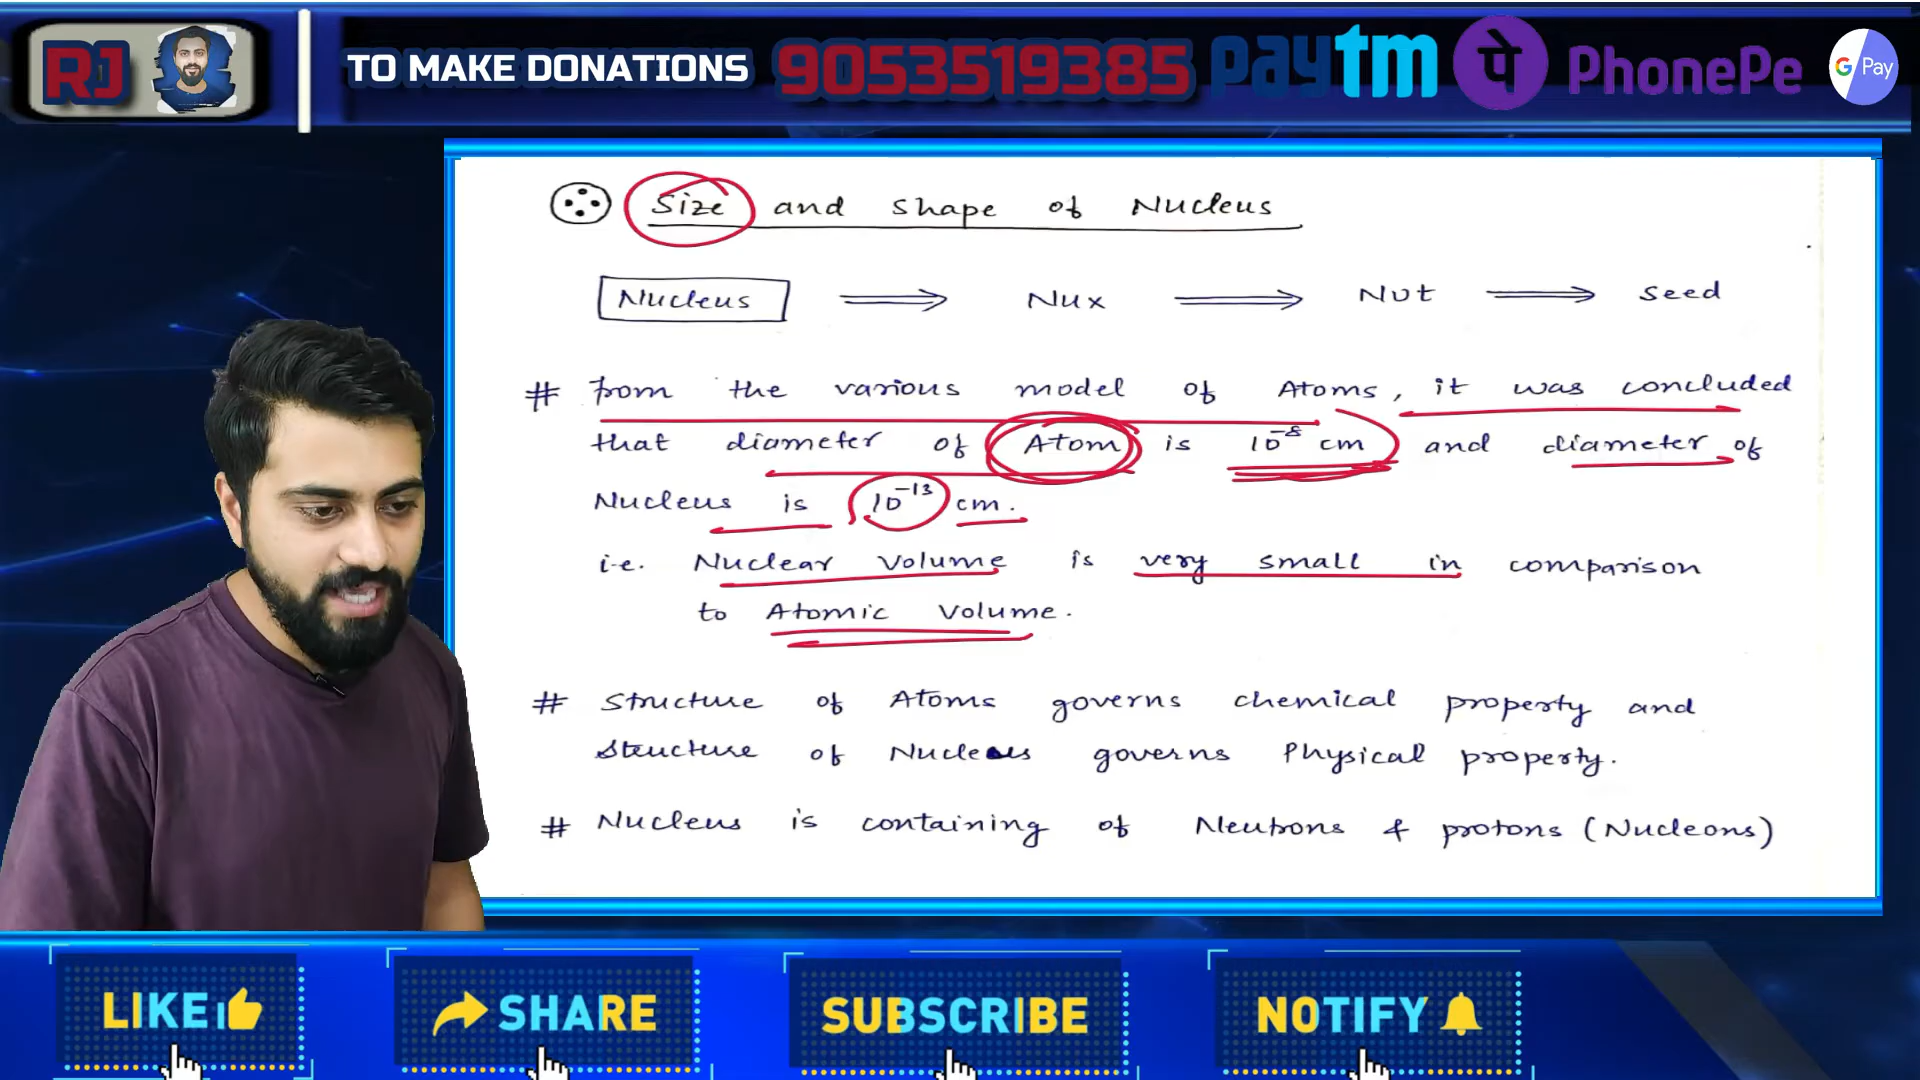 RJ
TO MAKE DONATIONS 9053519385 paytm पे PhonePe G Pay
Size and shape of Nucleus
Nucleus ⟹ Nux ⟹ Nut ⟹ Seed
# from the various model of Atoms, it was concluded
that diameter of Atom is 10⁻⁸ cm and diameter of
Nucleus is 10⁻¹³ cm.
i.e. Nuclear Volume is very small in comparison
to Atomic Volume.
# Structure of Atoms governs chemical property and
Structure of Nucleus governs Physical property.
# Nucleus is containing of Neutrons & protons (Nucleons)
LIKE SHARE SUBSCRIBE NOTIFY